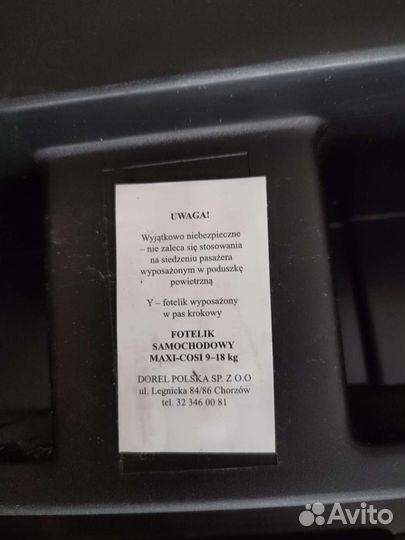 UWAGA!
Wyjątkowo niebezpieczne
– nie zaleca się stosowania
na siedzeniu pasażera
wyposażonym w poduszkę
powietrzną
Y – fotelik wyposażony
w pas krokowy
FOTELIK
SAMOCHODOWY
MAXI-COSI 9–18 kg
DOREL POLSKA SP. Z O.O
ul. Legnicka 84/86 Chorzów
tel. 32 346 00 81
Avito